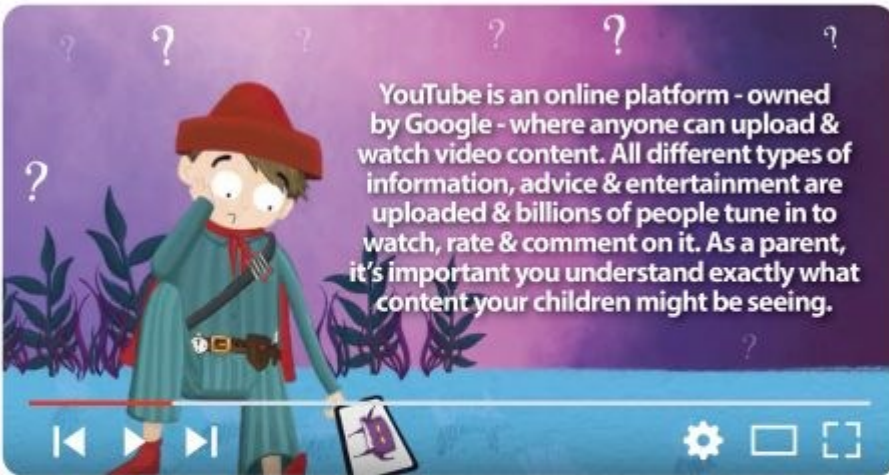 YouTube is an online platform - owned
by Google - where anyone can upload &
watch video content. All different types of
information, advice & entertainment are
uploaded & billions of people tune in to
watch, rate & comment on it. As a parent,
it's important you understand exactly what
content your children might be seeing.